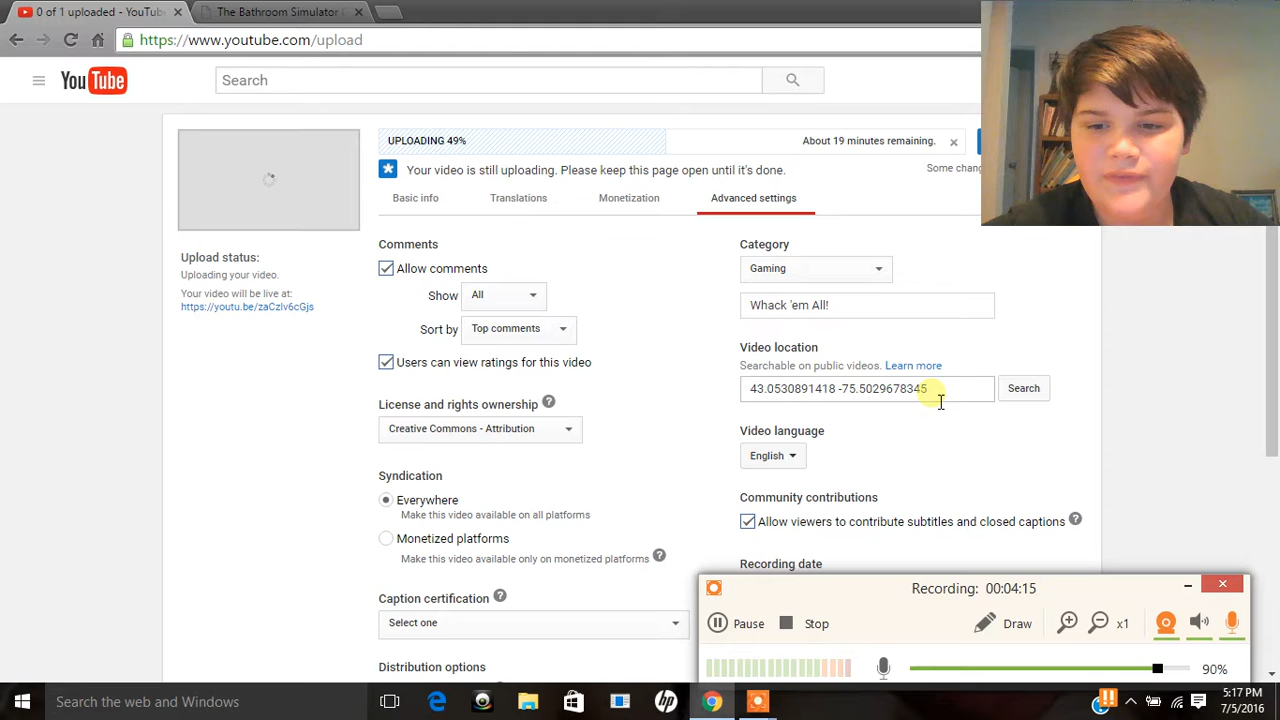 0 of 1 uploaded - YouTube
The Bathroom Simulator G
https://www.youtube.com/upload
YouTube
Search
UPLOADING 49%
About 19 minutes remaining.
Your video is still uploading. Please keep this page open until it's done.
Some
Basic info
Translations
Monetization
Advanced settings
Upload status:
Uploading your video.
Your video will be live at:
https://youtu.be/zaCzIv6cGjs
Comments
Allow comments
Show
All
Sort by
Top comments
Users can view ratings for this video
License and rights ownership
Creative Commons - Attribution
Syndication
Everywhere
Make this video available on all platforms
Monetized platforms
Make this video available only on monetized platforms
Caption certification
Select one
Distribution options
Category
Gaming
Whack 'em All!
Video location
Searchable on public videos. Learn more
43.0530891418 -75.5029678345
Search
Video language
English
Community contributions
Allow viewers to contribute subtitles and closed captions
Recording date
Recording: 00:04:15
Pause
Stop
Draw
x1
90%
Search the web and Windows
5:17 PM
7/5/2016